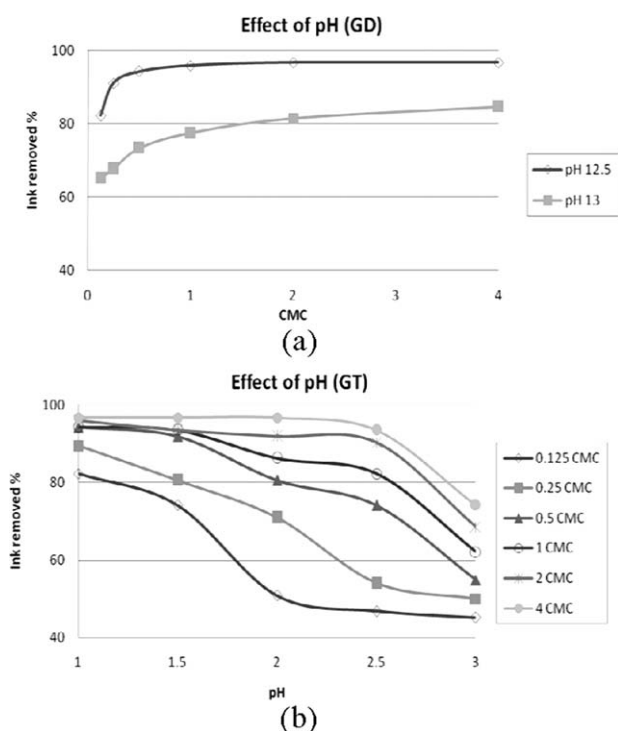 Effect of pH (GD)
100
80
60
40
Ink removed %
0 1 2 3 4
CMC
pH 12.5
pH 13
(a)
Effect of pH (GT)
100
80
60
40
Ink removed %
1 1.5 2 2.5 3
pH
0.125 CMC
0.25 CMC
0.5 CMC
1 CMC
2 CMC
4 CMC
(b)